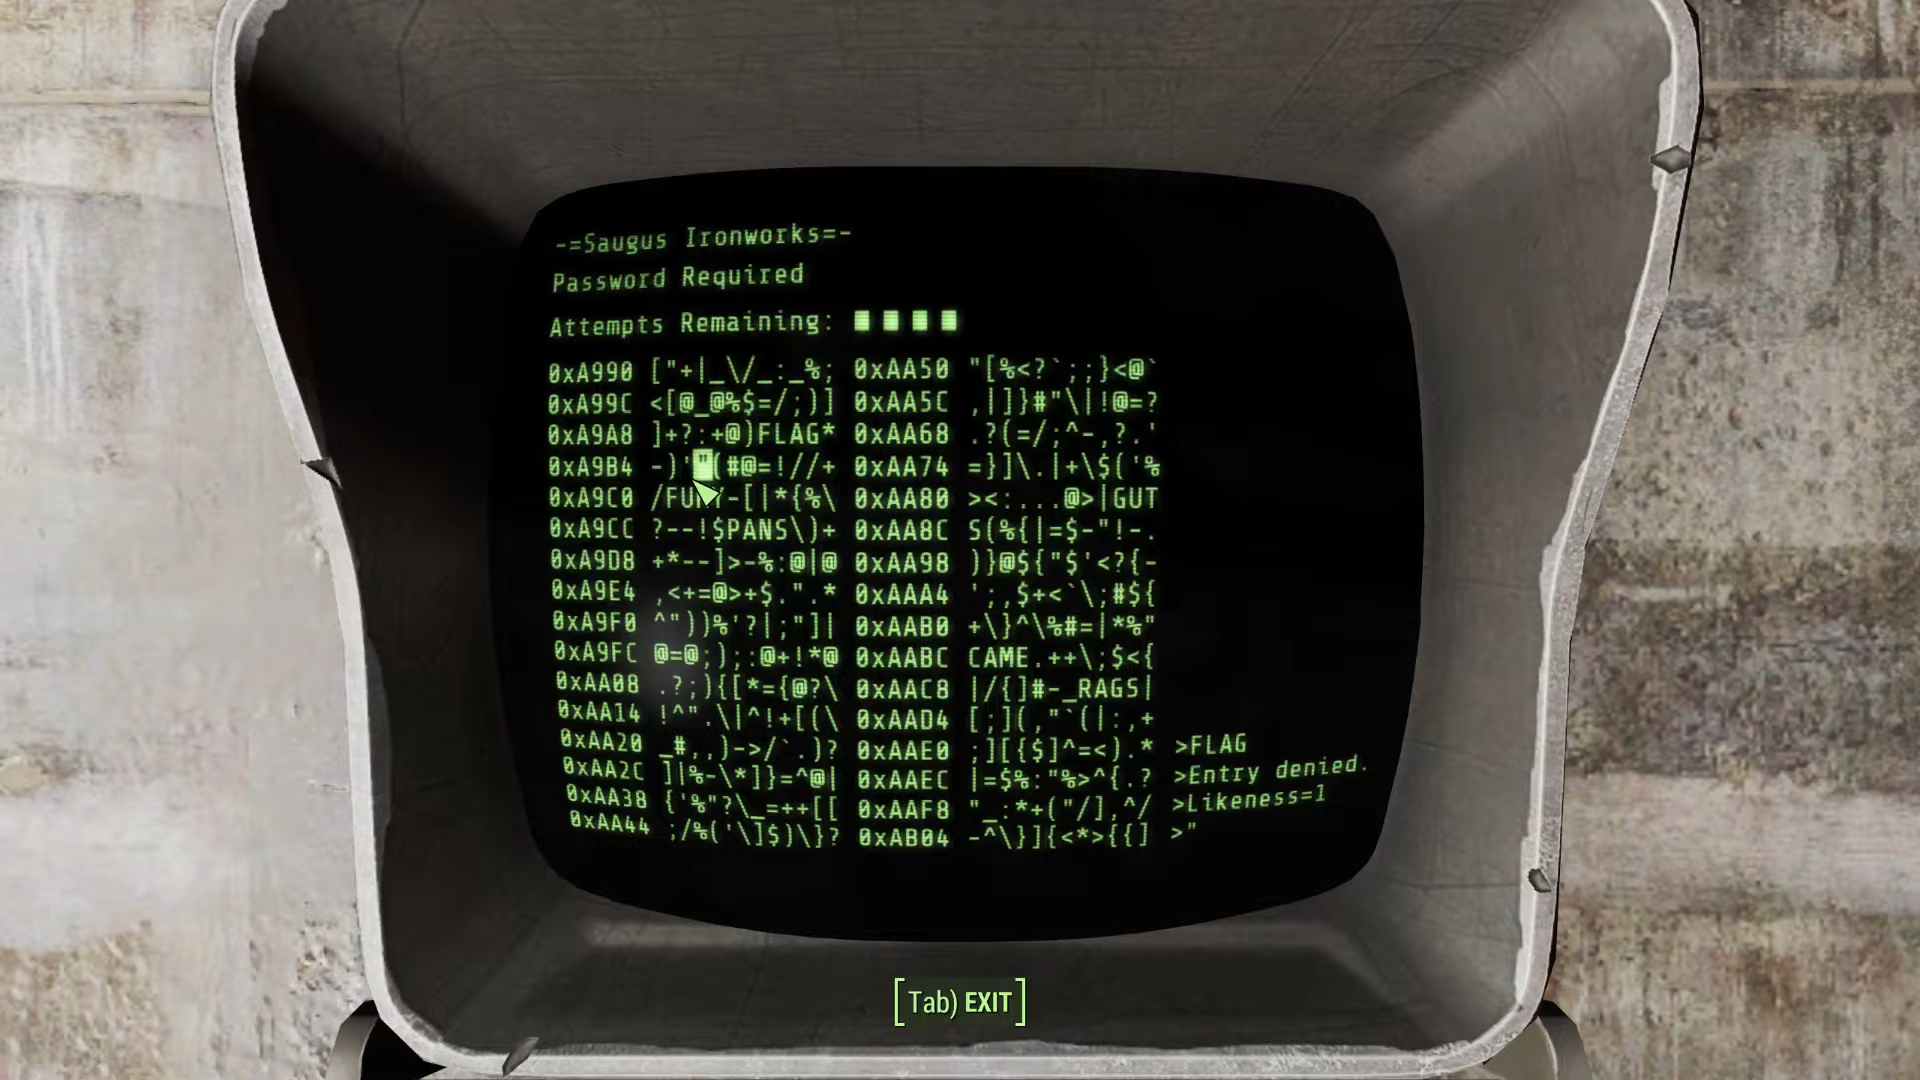 -=Saugus Ironworks=-
Password Required
Attempts Remaining: ■ ■ ■ ■
0xA990 ["+|_\/_:_%; 0xAA50 "[%<?`;;}<@`
0xA99C <[@_@%$=/;)] 0xAA5C ,|]}#"\|!@=?
0xA9A8 ]+?:+@)FLAG* 0xAA68 .?(=/;^-,?.'
0xA9B4 -)'"(#@=!//+ 0xAA74 =}]\.|+\$('%
0xA9C0 /FURY-[|*{%\ 0xAA80 ><:...@>|GUT
0xA9CC ?--!$PANS\)+ 0xAA8C S(%{|=$-"!-.
0xA9D8 +*--]>-%:@|@ 0xAA98 )}@${"$'<?{-
0xA9E4 ,<+=@>+$.".* 0xAAA4 ';,$+<`\;#${
0xA9F0 ^"))%'?|;"]| 0xAAB0 +\}^\%#=|*%"
0xA9FC @=@;);:@+!*@ 0xAABC CAME.++\;$<{
0xAA08 .?;){[*={@?\ 0xAAC8 |/{]#-_RAGS|
0xAA14 !^".\|^!+[(\ 0xAAD4 [;](,"`(|:,+
0xAA20 _#,,)->/`.)? 0xAAE0 ;][{$]^=<).* >FLAG
0xAA2C ]|%-\*]}=^@| 0xAAEC |=$%:"%>^{.? >Entry denied.
0xAA38 {'%"?\_=++[[ 0xAAF8 "_:*+("/],^/ >Likeness=1
0xAA44 ;/%('\]$)\}? 0xAB04 -^\}]{<*>{{] >"
[Tab) EXIT]